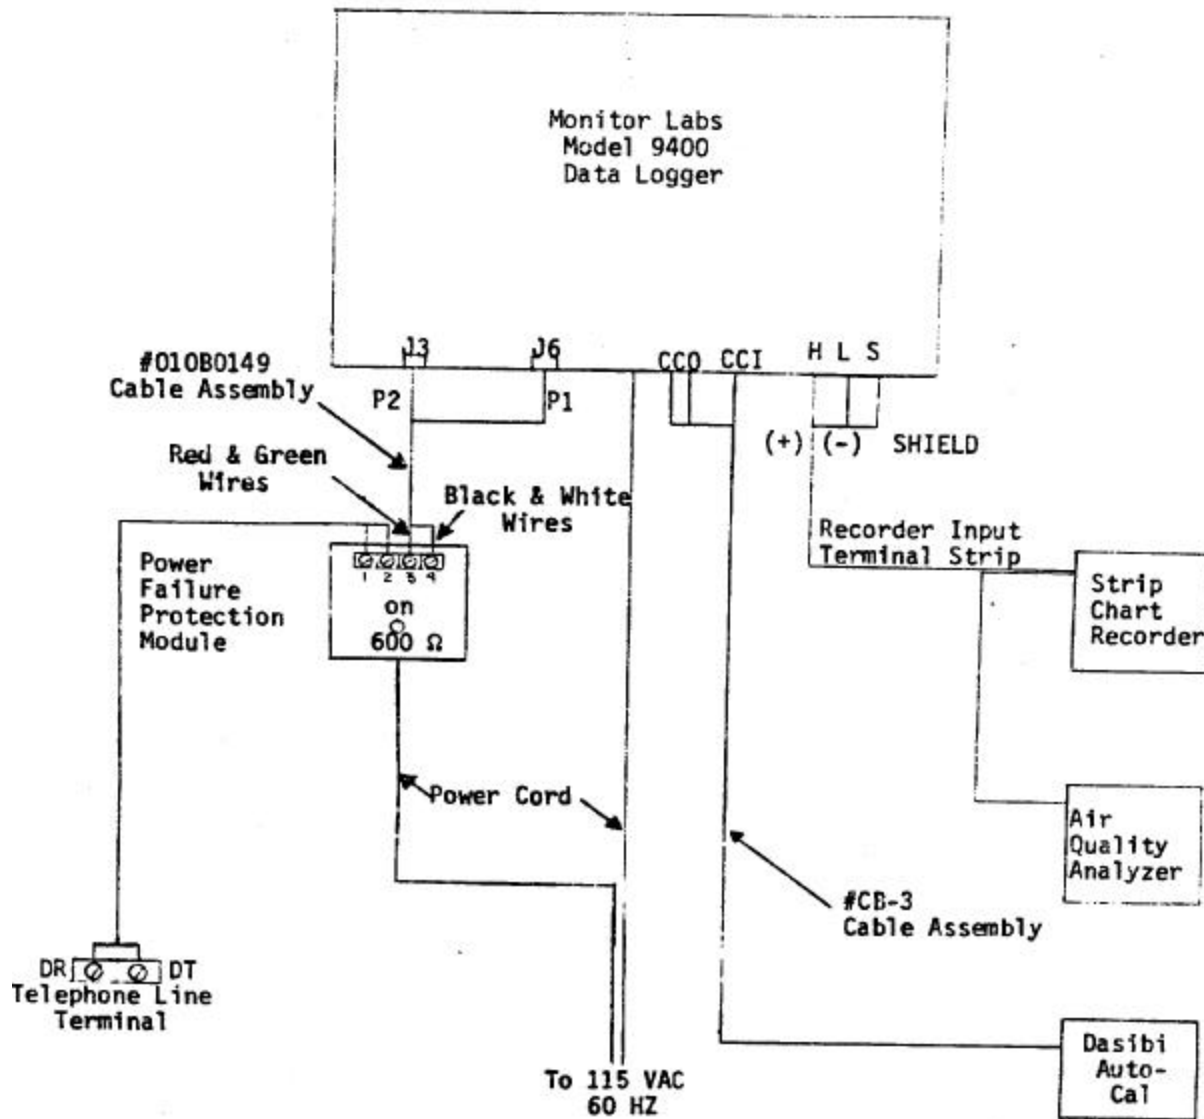 Monitor Labs
Model 9400
Data Logger
J3
J6
CCO
CCI
H L S
#010B0149
Cable Assembly
P2
P1
(+) (-) SHIELD
Red & Green
Wires
Black & White
Wires
Recorder Input
Terminal Strip
Power
Failure
Protection
Module
1 2 3 4
on
600 Ω
Strip
Chart
Recorder
Power Cord
Air
Quality
Analyzer
#CB-3
Cable Assembly
DR
DT
Telephone Line
Terminal
Dasibi
Auto-
Cal
To 115 VAC
60 HZ